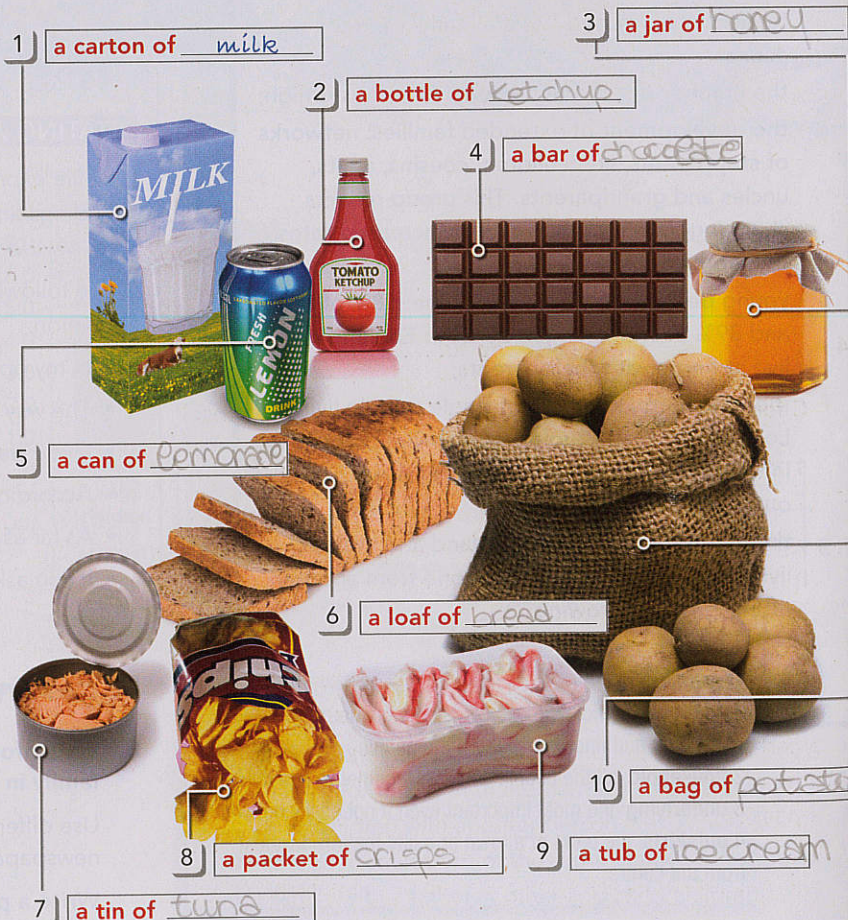 3 a jar of honey
1 a carton of milk
2 a bottle of ketchup
4 a bar of chocolate
MILK
TOMATO
KETCHUP
FRESH
LEMON
DRINK
5 a can of lemonade
6 a loaf of bread
chips
10 a bag of potato
8 a packet of crisps
9 a tub of ice cream
7 a tin of tuna